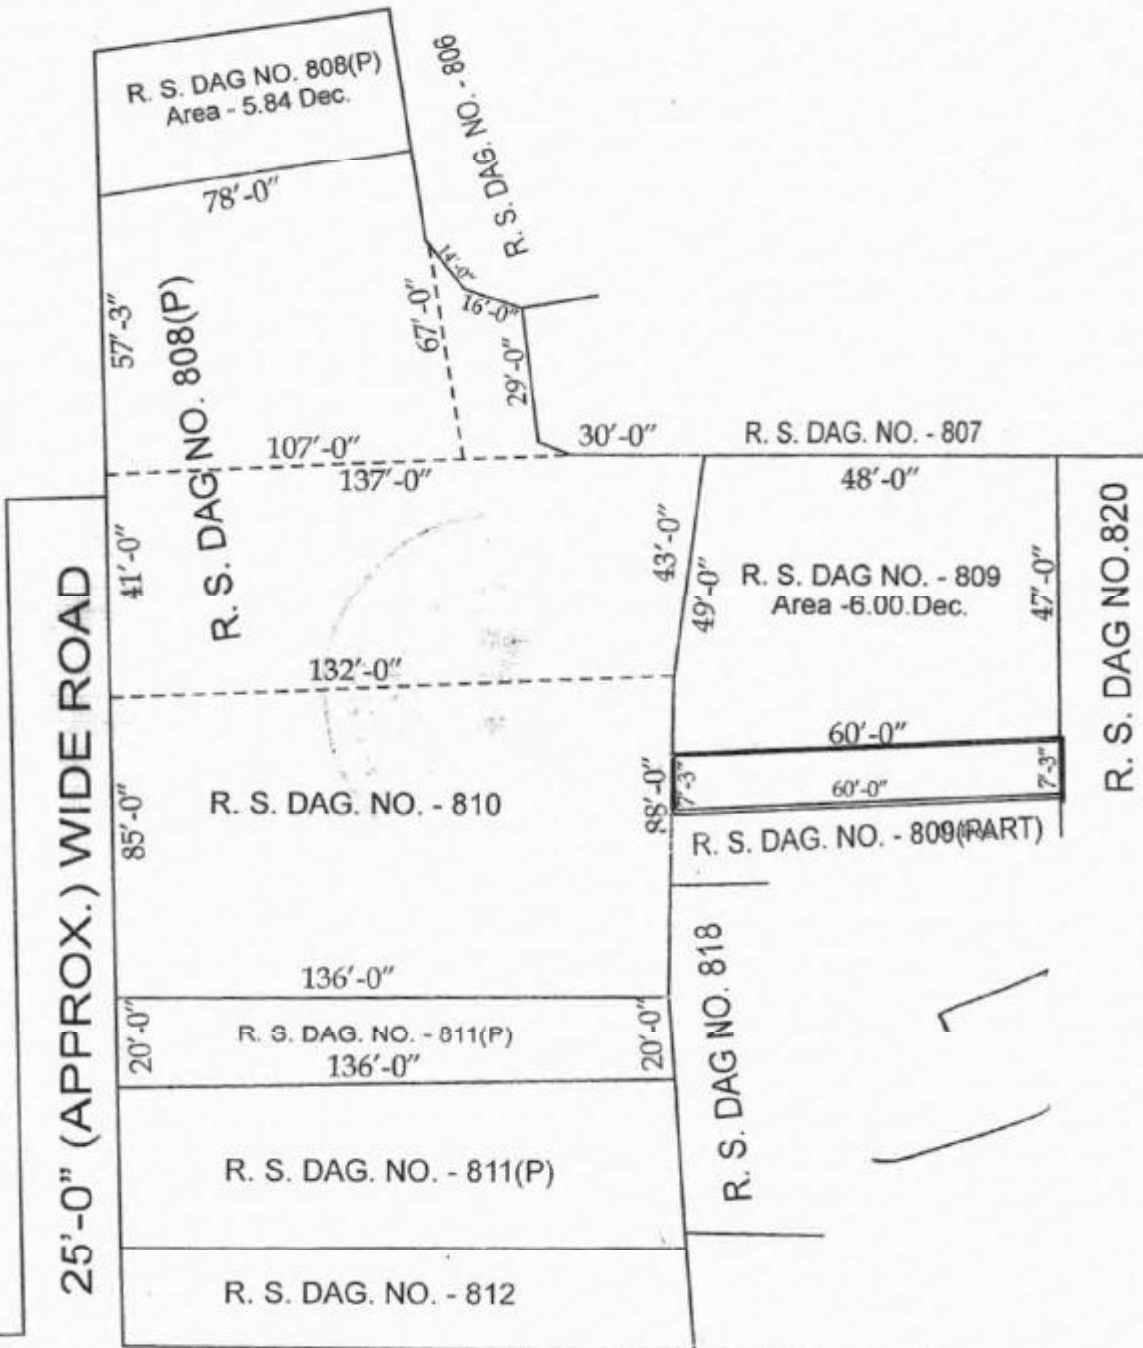 R. S. DAG NO. 808(P)
Area - 5.84 Dec.
R. S. DAG. NO. - 806
78'-0"
14'-0"
16'-0"
57'-3"
67'-0"
29'-0"
R. S. DAG NO. 808(P)
107'-0"
137'-0"
30'-0"
R. S. DAG. NO. - 807
48'-0"
41'-0"
43'-0"
49'-0"
R. S. DAG NO. - 809
Area -6.00.Dec.
47'-0"
R. S. DAG NO.820
132'-0"
60'-0"
7'-3"
60'-0"
7'-3"
25'-0" (APPROX.) WIDE ROAD
85'-0"
R. S. DAG. NO. - 810
88'-0"
R. S. DAG. NO. - 809(PART)
136'-0"
20'-0"
R. S. DAG. NO. - 811(P)
136'-0"
20'-0"
R. S. DAG NO. 818
R. S. DAG. NO. - 811(P)
R. S. DAG. NO. - 812